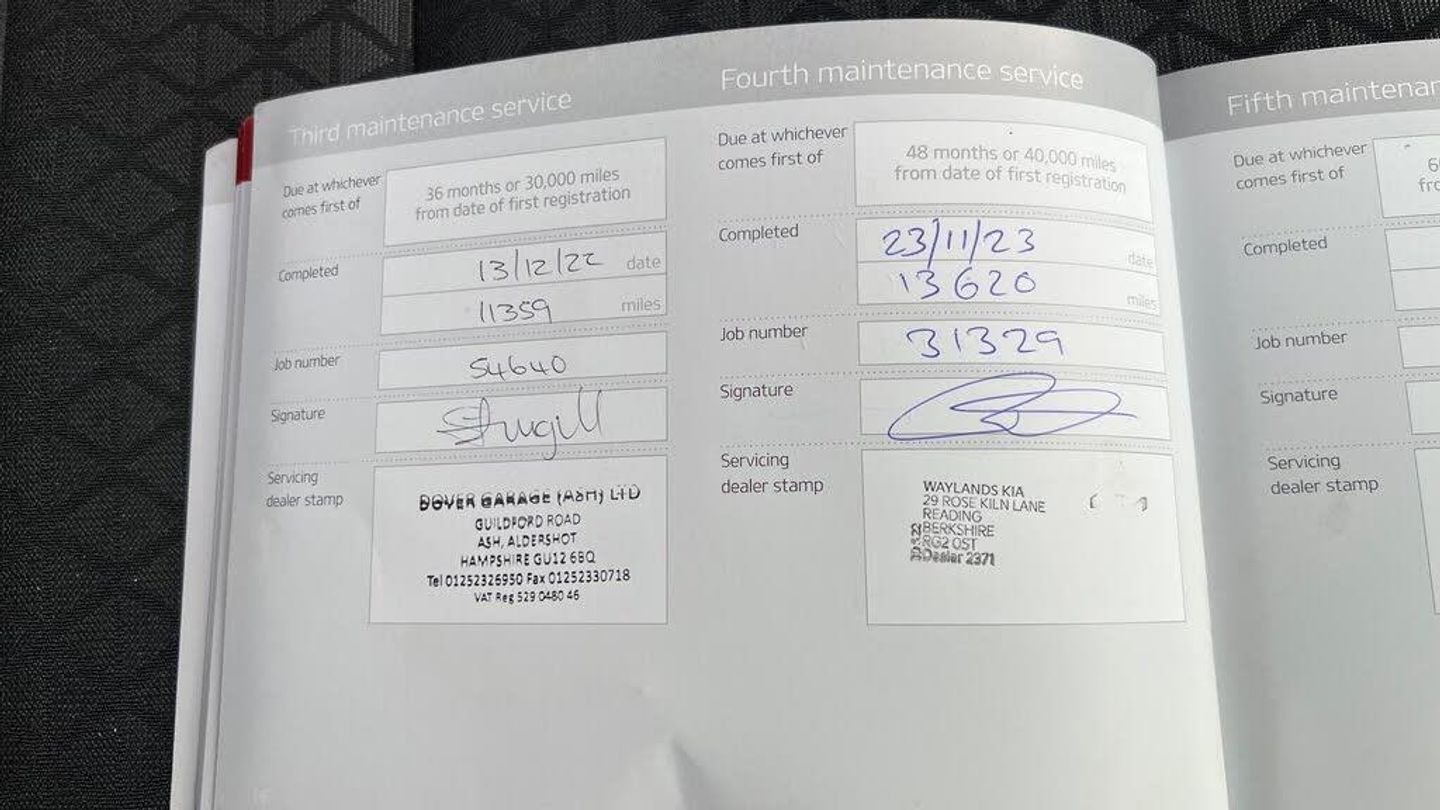 Third maintenance service
Due at whichever
comes first of
36 months or 30,000 miles
from date of first registration
Completed
13/12/22 date
11359 miles
Job number
54640
Signature
Servicing
dealer stamp
DOVER GARAGE (ASH) LTD
GUILDFORD ROAD
ASH, ALDERSHOT
HAMPSHIRE GU12 6BQ
Tel 01252326950 Fax 01252330718
VAT Reg 529 0480 46
Fourth maintenance service
Due at whichever
comes first of
48 months or 40,000 miles
from date of first registration
Completed
23/11/23 date
13620 miles
Job number
31329
Signature
Servicing
dealer stamp
WAYLANDS KIA
29 ROSE KILN LANE
READING
BERKSHIRE
RG2 0ST
Dealer 2371
Fifth maintenan
Due at whichever
comes first of
6
fro
Completed
Job number
Signature
Servicing
dealer stamp